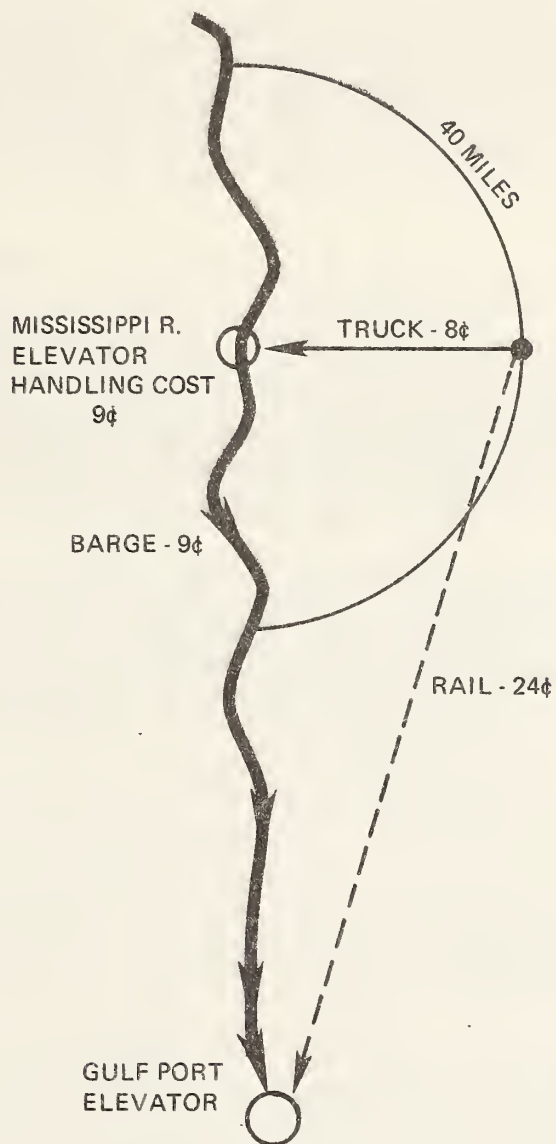 40 MILES
TRUCK - 8¢
MISSISSIPPI R.
ELEVATOR
HANDLING COST
9¢
BARGE - 9¢
RAIL - 24¢
GULF PORT
ELEVATOR